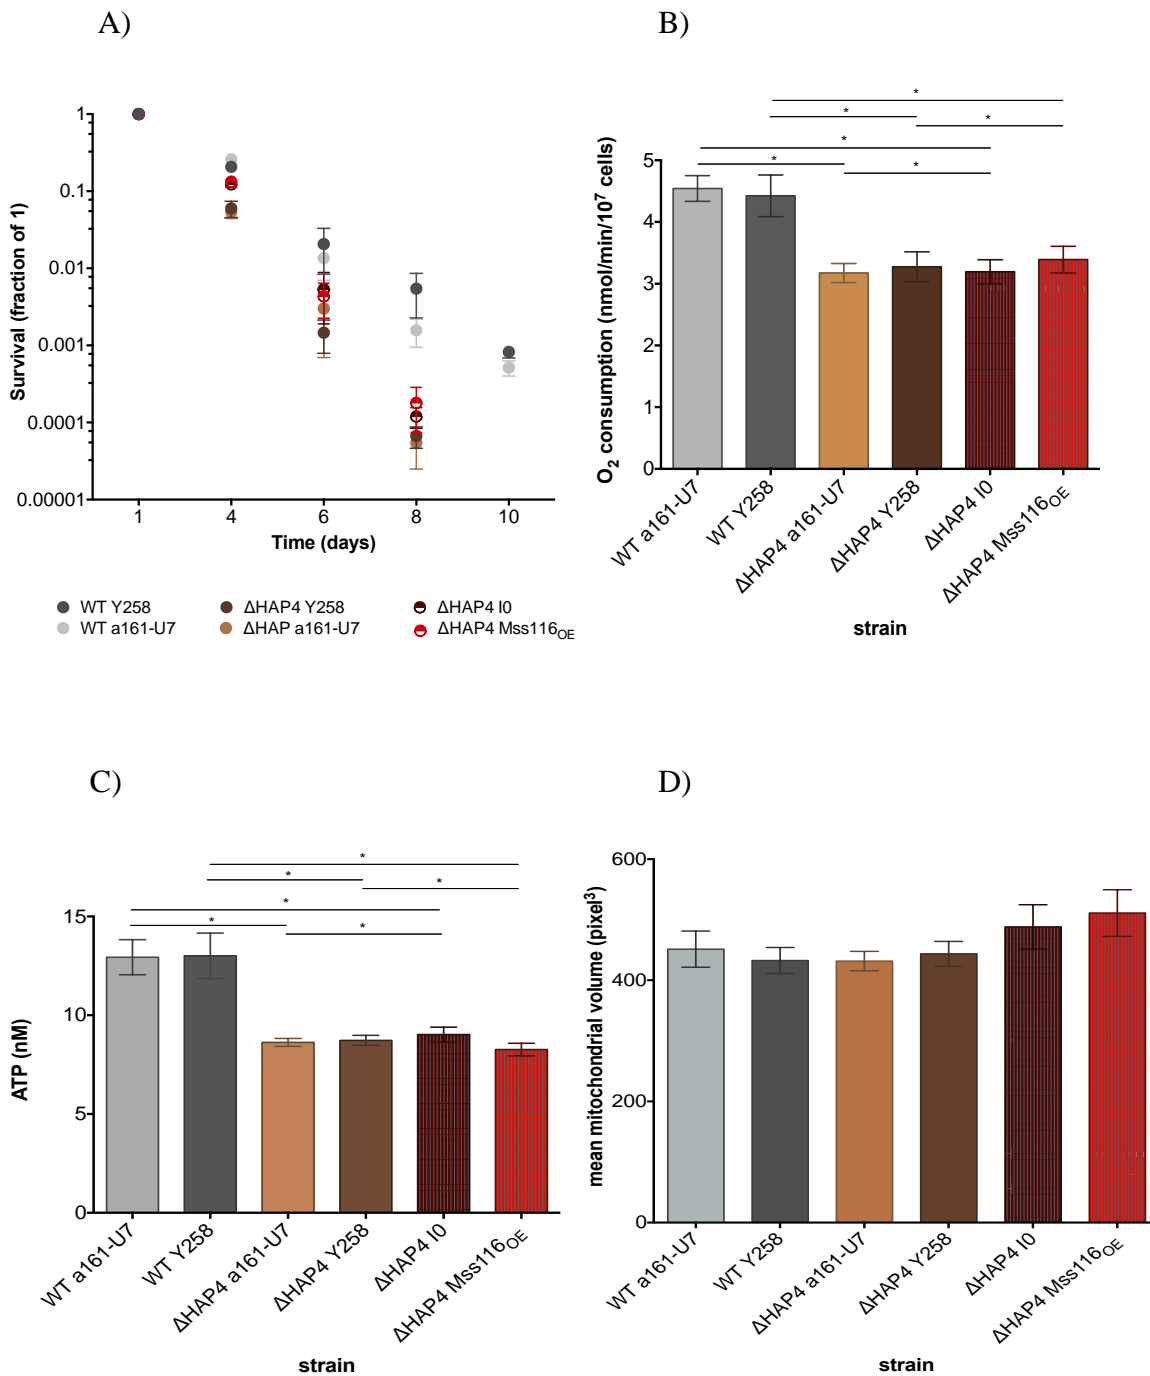 A)
B)
1
0.1
0.01
0.001
0.0001
0.00001
Survival (fraction of 1)
1 4 6 8 10
Time (days)
WT Y258 ΔHAP4 Y258 ΔHAP4 I0
WT a161-U7 ΔHAP a161-U7 ΔHAP4 Mss116OE
*
*
*
*
*
*
5
4
3
2
1
0
O2 consumption (nmol/min/10^7 cells)
WT a161-U7
WT Y258
ΔHAP4 a161-U7
ΔHAP4 Y258
ΔHAP4 I0
ΔHAP4 Mss116OE
strain
C)
D)
*
*
*
*
*
*
15
10
5
0
ATP (nM)
WT a161-U7
WT Y258
ΔHAP4 a161-U7
ΔHAP4 Y258
ΔHAP4 I0
ΔHAP4 Mss116OE
strain
600
400
200
0
mean mitochondrial volume (pixel^3)
WT a161-U7
WT Y258
ΔHAP4 a161-U7
ΔHAP4 Y258
ΔHAP4 I0
ΔHAP4 Mss116OE
strain